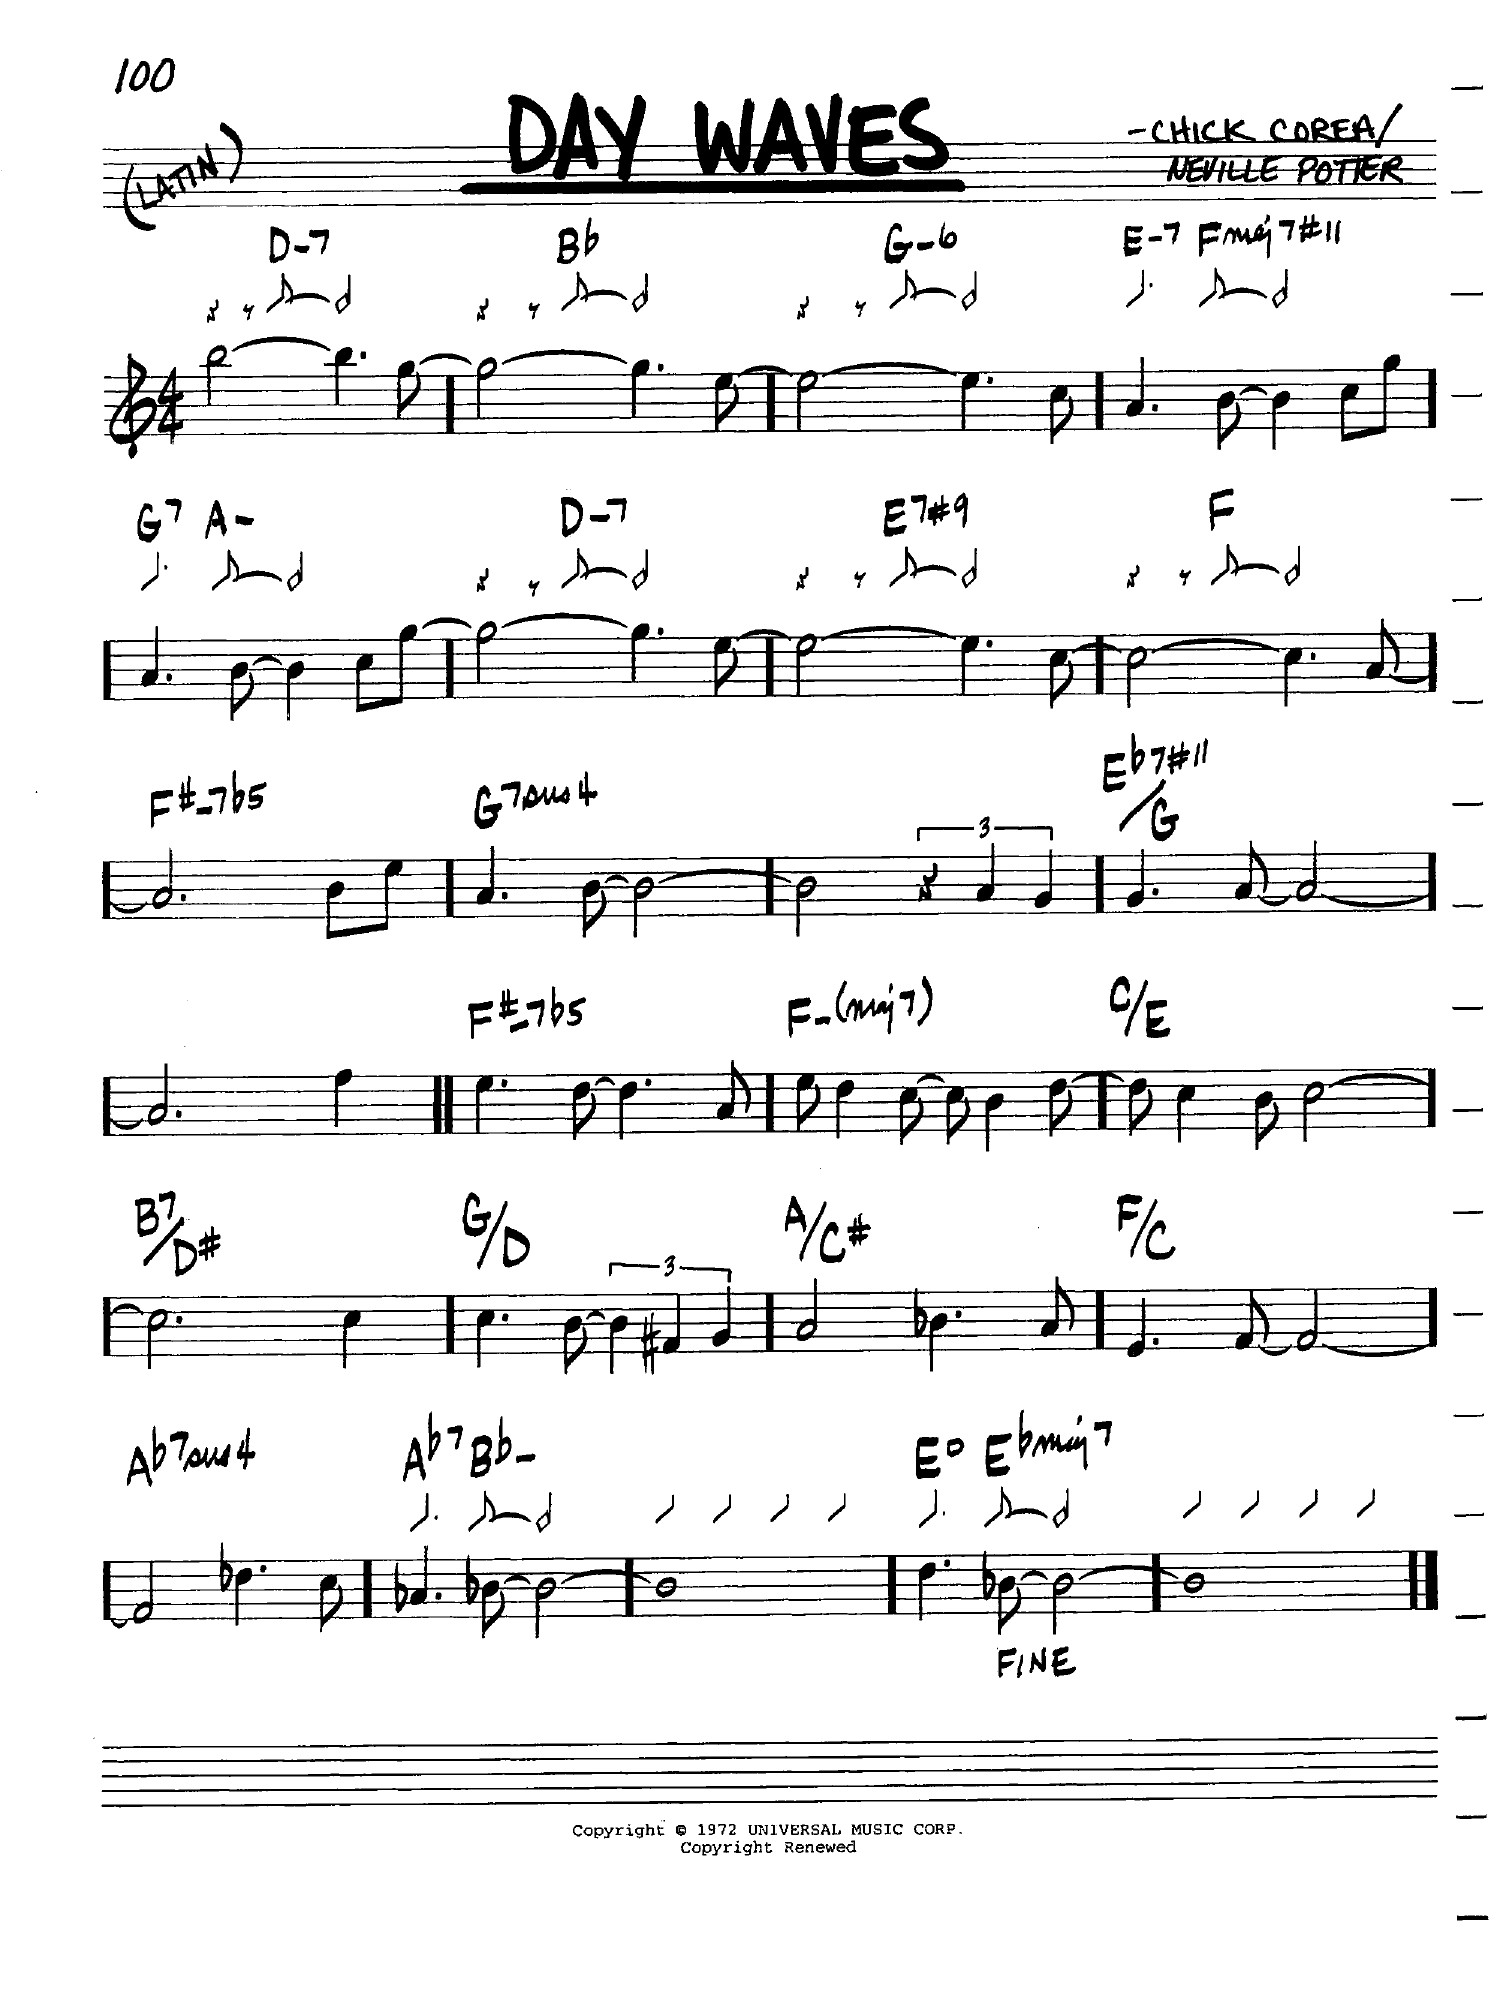 100
DAY WAVES
(LATIN)
-CHICK COREA/
NEVILLE POTTER
D-7 Bb G-6 E-7 Fmaj7#11
4
4
G7 A- D-7 E7#9 F
F#-7b5 G7sus4 Eb7#11/G
3
F#-7b5 F-(maj7) C/E
B7/D# G/D A/C# F/C
3
Ab7sus4 Ab7 Bb- E° Ebmaj7
FINE
Copyright © 1972 UNIVERSAL MUSIC CORP.
Copyright Renewed